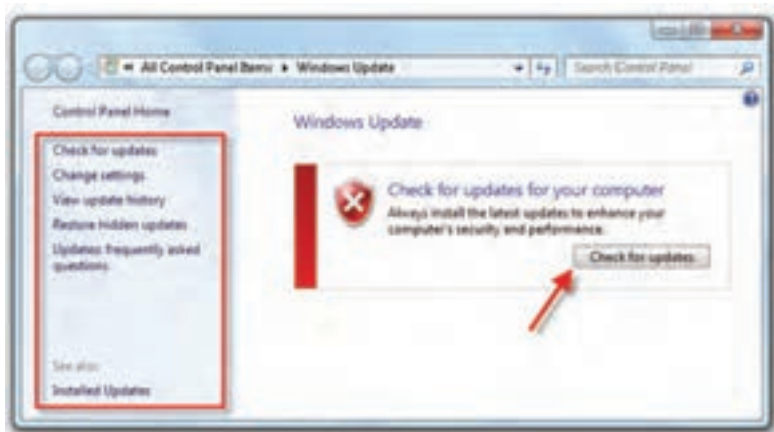 « All Control Panel Items ▸ Windows Update
Search Control Panel
Control Panel Home
Check for updates
Change settings
View update history
Restore hidden updates
Updates: frequently asked
questions
See also
Installed Updates
Windows Update
Check for updates for your computer
Always install the latest updates to enhance your
computer's security and performance.
Check for updates